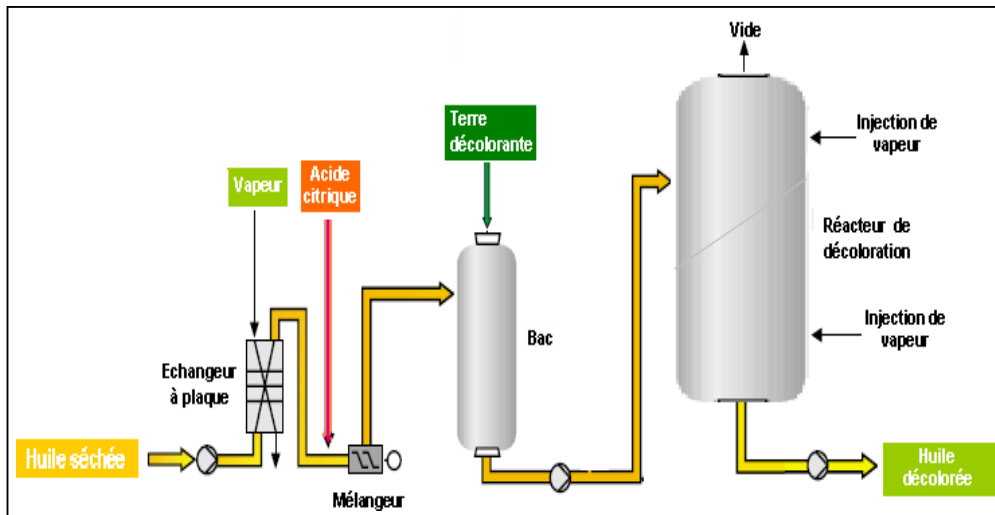 Vide
Terre
décolorante
Injection de
vapeur
Vapeur
Acide
citrique
Réacteur de
décoloration
Bac
Injection de
vapeur
Echangeur
à plaque
Huile séchée
Mélangeur
Huile
décolorée